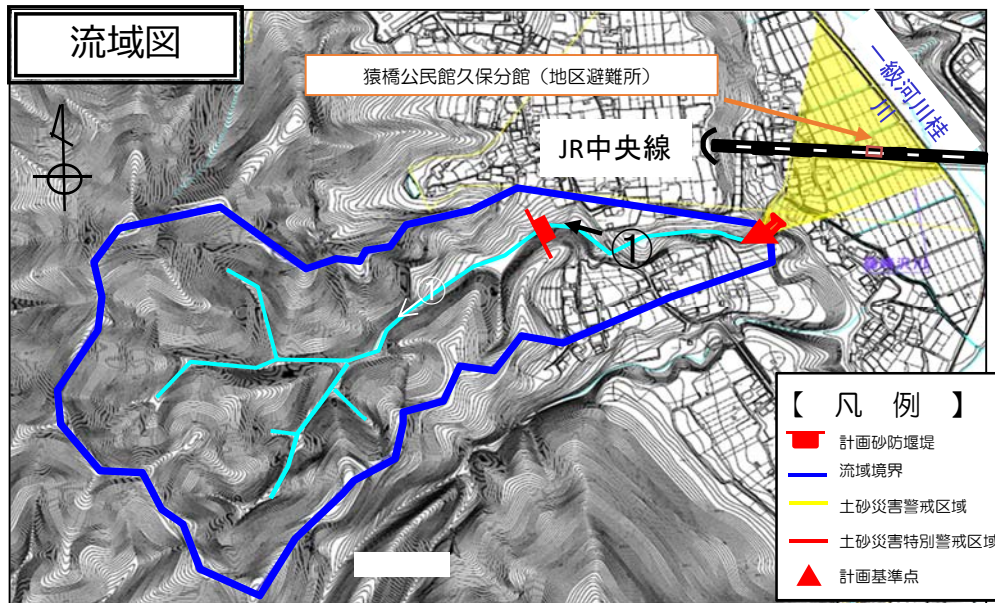 流域図
猿橋公民館久保分館（地区避難所）
一級河川桂
川
JR中央線
①
①
【 凡 例 】
計画砂防堰堤
流域境界
土砂災害警戒区域
土砂災害特別警戒区域
計画基準点